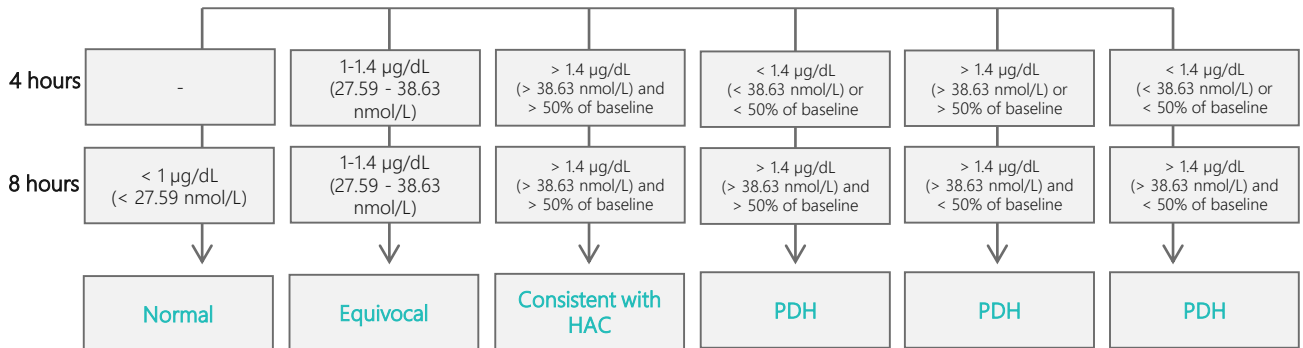 4 hours
-
1-1.4 µg/dL
(27.59 - 38.63
nmol/L)
> 1.4 µg/dL
(> 38.63 nmol/L) and
> 50% of baseline
< 1.4 µg/dL
(< 38.63 nmol/L) or
< 50% of baseline
> 1.4 µg/dL
(> 38.63 nmol/L) or
> 50% of baseline
< 1.4 µg/dL
(< 38.63 nmol/L) or
< 50% of baseline
8 hours
< 1 µg/dL
(< 27.59 nmol/L)
1-1.4 µg/dL
(27.59 - 38.63
nmol/L)
> 1.4 µg/dL
(> 38.63 nmol/L) and
> 50% of baseline
> 1.4 µg/dL
(> 38.63 nmol/L) and
> 50% of baseline
> 1.4 µg/dL
(> 38.63 nmol/L) and
< 50% of baseline
> 1.4 µg/dL
(> 38.63 nmol/L) and
< 50% of baseline
Normal
Equivocal
Consistent with
HAC
PDH
PDH
PDH